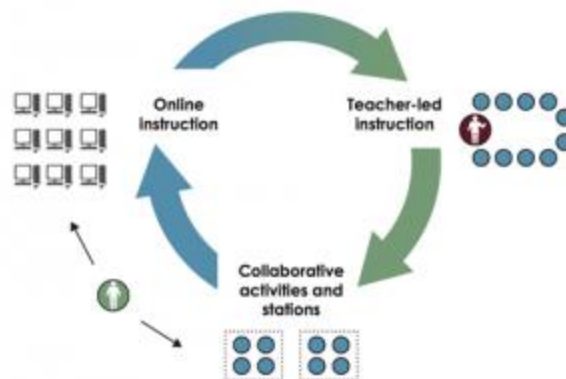 Online
instruction
Teacher-led
instruction
Collaborative
activities and
stations